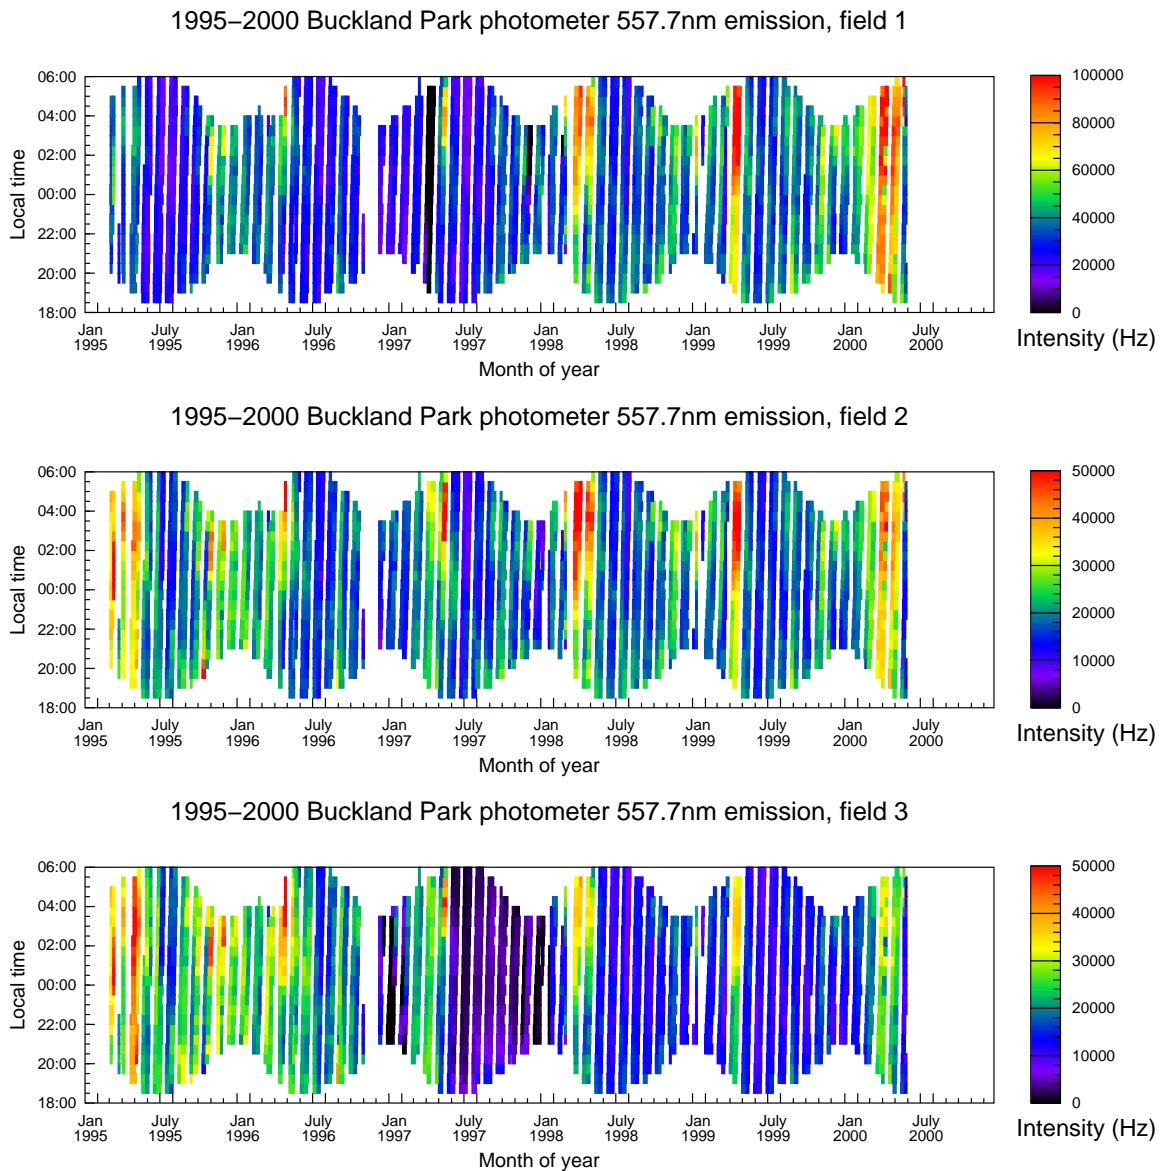 1995−2000 Buckland Park photometer 557.7nm emission, field 1
06:00
04:00
02:00
00:00
22:00
20:00
18:00
Local time
Jan 1995
July 1995
Jan 1996
July 1996
Jan 1997
July 1997
Jan 1998
July 1998
Jan 1999
July 1999
Jan 2000
July 2000
Month of year
100000
80000
60000
40000
20000
0
Intensity (Hz)
1995−2000 Buckland Park photometer 557.7nm emission, field 2
06:00
04:00
02:00
00:00
22:00
20:00
18:00
Local time
Jan 1995
July 1995
Jan 1996
July 1996
Jan 1997
July 1997
Jan 1998
July 1998
Jan 1999
July 1999
Jan 2000
July 2000
Month of year
50000
40000
30000
20000
10000
0
Intensity (Hz)
1995−2000 Buckland Park photometer 557.7nm emission, field 3
06:00
04:00
02:00
00:00
22:00
20:00
18:00
Local time
Jan 1995
July 1995
Jan 1996
July 1996
Jan 1997
July 1997
Jan 1998
July 1998
Jan 1999
July 1999
Jan 2000
July 2000
Month of year
50000
40000
30000
20000
10000
0
Intensity (Hz)